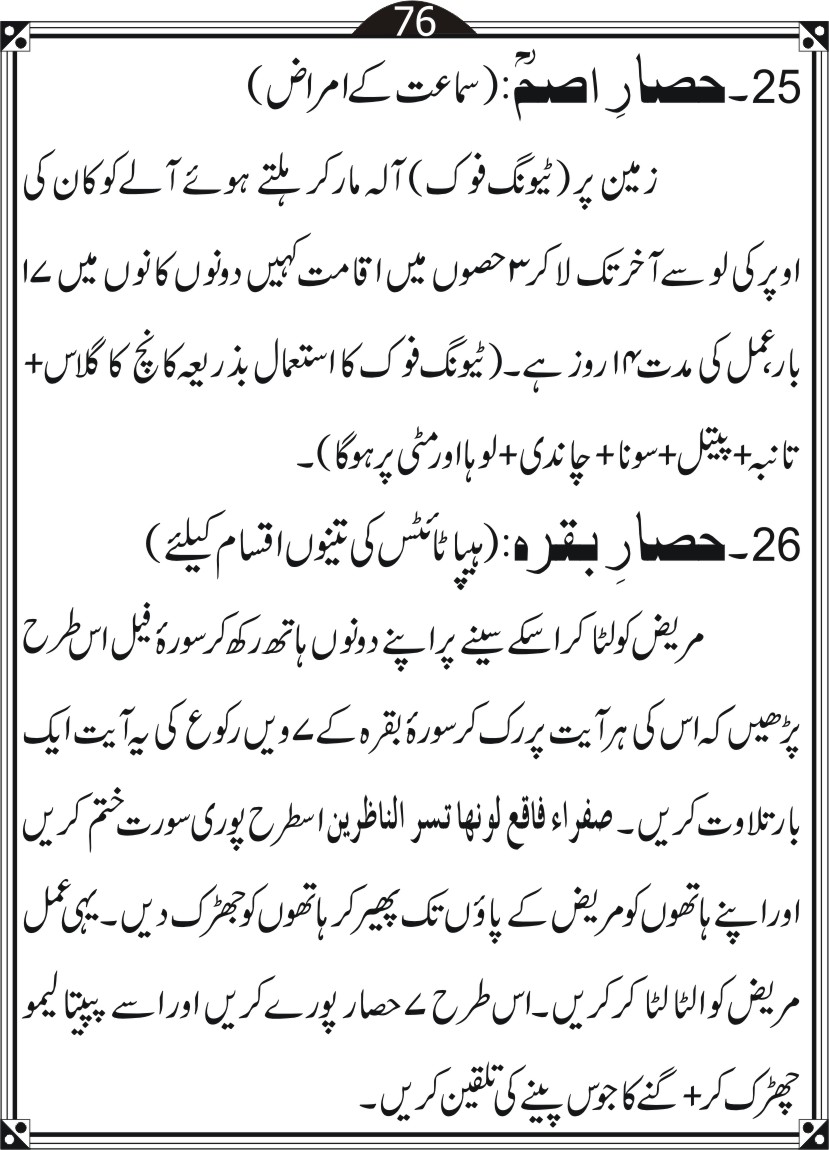 76
25۔حصارِ اصمؒ:(سماعت کے امراض)
زمین پر (ٹیونگ فوک) آلہ مار کر ہلتے ہوئے آلے کو کان کی
اوپر کی لو سے آخر تک لا کر ۳ حصوں میں اقامت کہیں دونوں کانوں میں ۱۷
بار،عمل کی مدت ۱۴ روز ہے۔(ٹیونگ فوک کا استعمال بذریعہ کانچ کا گلاس+
تانبہ+پیتل+سونا+چاندی+لوہااورمٹی پرہوگا)۔
26۔حصارِ بقرہ:(ہیپاٹائٹس کی تینوں اقسام کیلئے)
مریض کو لٹا کر اسکے سینے پر اپنے دونوں ہاتھ رکھ کر سورۂ فیل اس طرح
پڑھیں کہ اس کی ہر آیت پر رک کر سورۂ بقرہ کے ۷ ویں رکوع کی یہ آیت ایک
بار تلاوت کریں۔ صفراء فاقع لونها تسر الناظرین اسطرح پوری سورت ختم کریں
اور اپنے ہاتھوں کو مریض کے پاؤں تک پھیر کر ہاتھوں کو جھڑک دیں۔ یہی عمل
مریض کو الٹا لٹا کر کریں۔اس طرح ۷ حصار پورے کریں اور اسے پپیتا لیمو
چھڑک کر+ گنے کا جوس پینے کی تلقین کریں۔